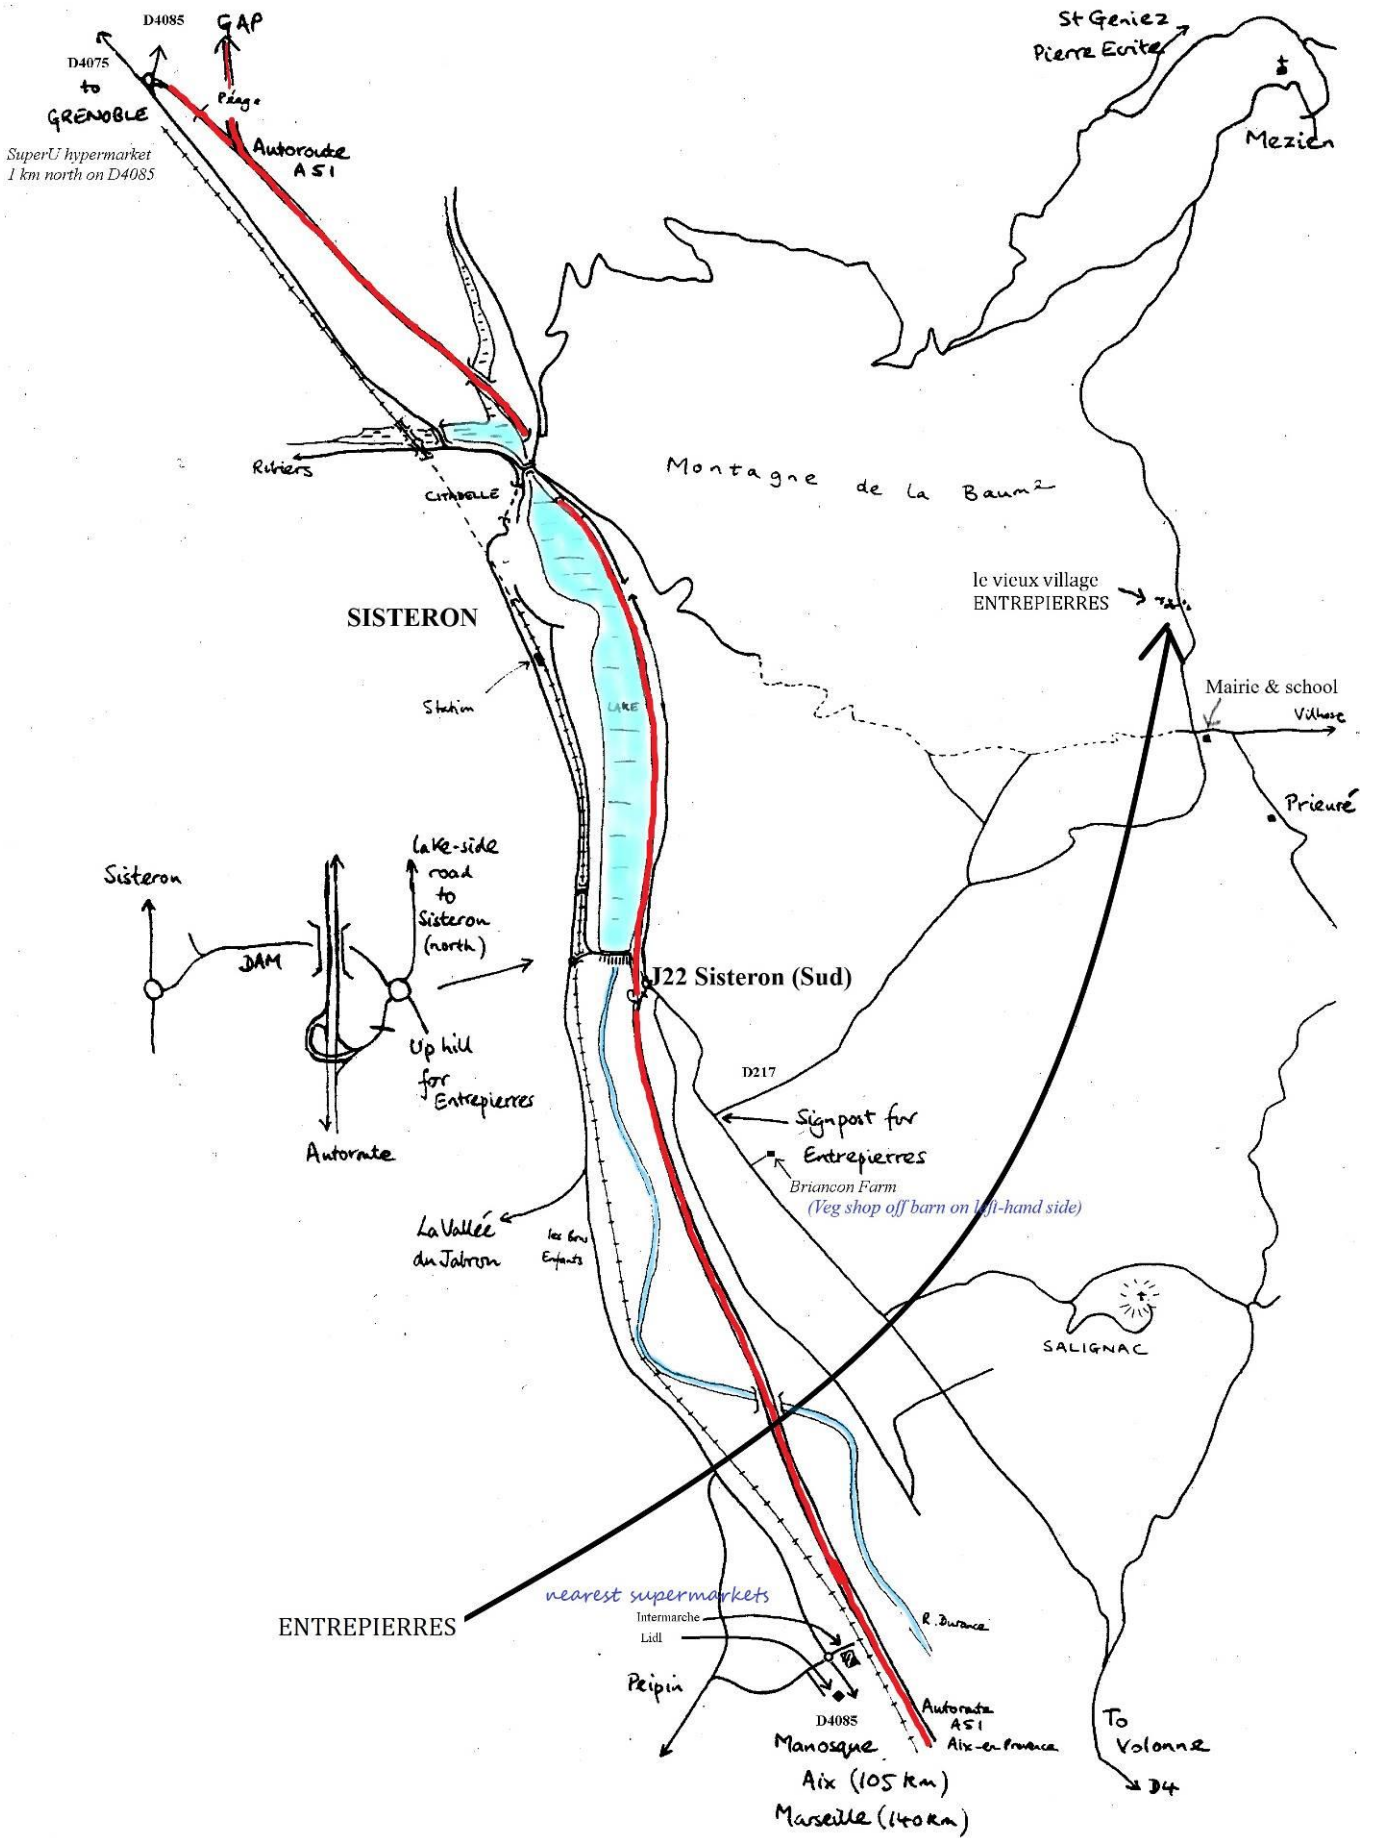 D4085
GAP
D4075
to
GRENOBLE
Péage
SuperU hypermarket
1 km north on D4085
Autoroute
A51
St Geniez
Pierre Ecrite
Mezien
Ribiers
CITADELLE
Montagne de la Baume
SISTERON
Station
LAKE
le vieux village
ENTREPIERRES
Mairie & school
Vilhosc
Prieuré
Sisteron
DAM
Lake-side
road
to
Sisteron
(north)
Up hill
for
Entrepierres
Autoroute
J22 Sisteron (Sud)
D217
Signpost for
Entrepierres
Briancon Farm
(Veg shop off barn on left-hand side)
La Vallée
du Jabron
les Bons
Enfants
SALIGNAC
ENTREPIERRES
nearest supermarkets
Intermarche
Lidl
Peipin
R. Durance
D4085
Manosque
Aix (105 km)
Marseille (140 km)
Autoroute
A51
Aix-en Provence
To
Volonne
D4